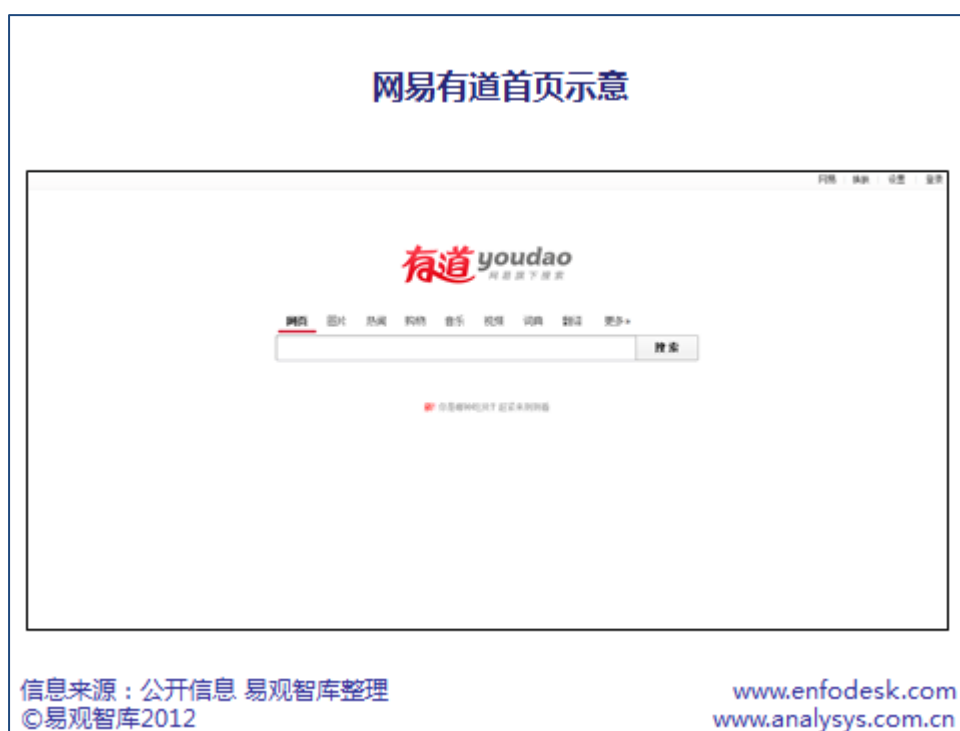 网易有道首页示意
网易 换肤 设置 登录
有道 youdao
网易旗下搜索
网页 图片 热闻 购物 音乐 视频 词典 翻译 更多
搜索
信息来源：公开信息 易观智库整理
©易观智库2012
www.enfodesk.com
www.analysys.com.cn